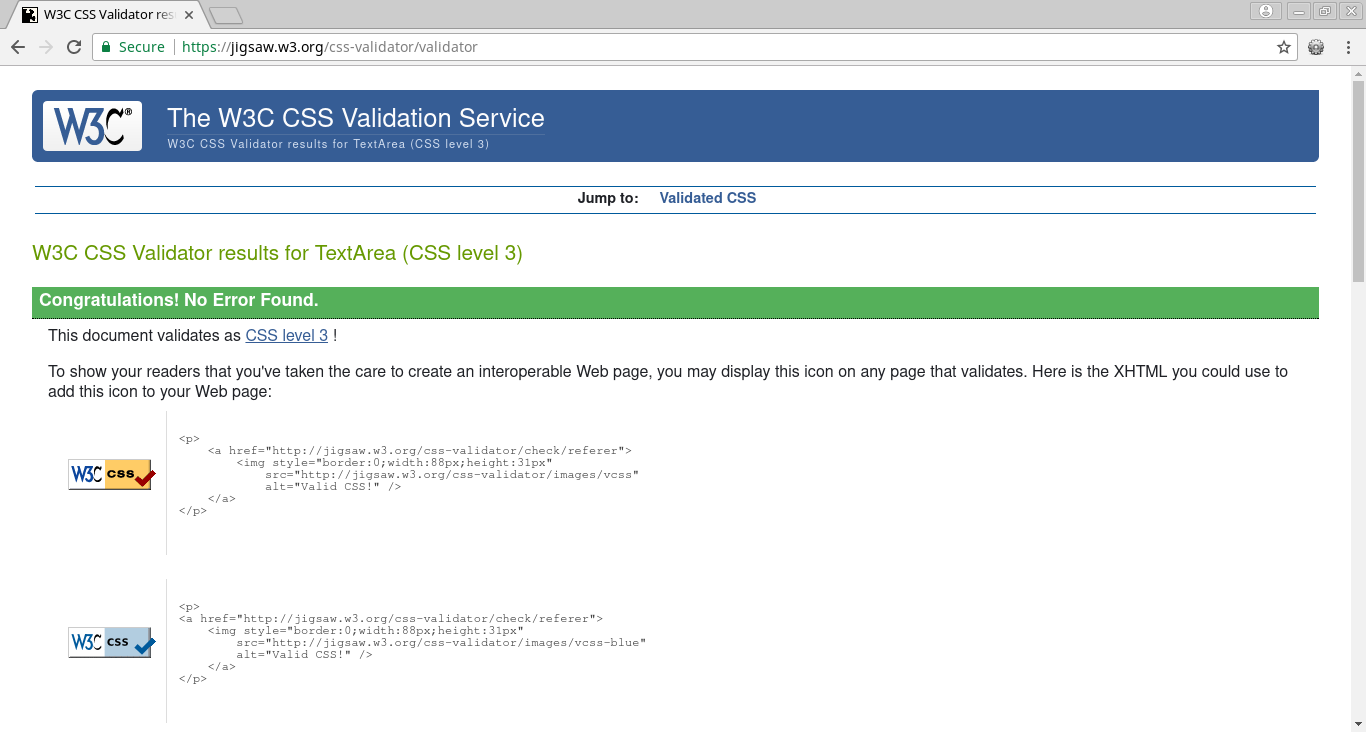 W3C CSS Validator res
Secure https://jigsaw.w3.org/css-validator/validator
W3C® The W3C CSS Validation Service
W3C CSS Validator results for TextArea (CSS level 3)
Jump to: Validated CSS
W3C CSS Validator results for TextArea (CSS level 3)
Congratulations! No Error Found.
This document validates as CSS level 3 !
To show your readers that you've taken the care to create an interoperable Web page, you may display this icon on any page that validates. Here is the XHTML you could use to
add this icon to your Web page:
W3C css
<p>
<a href="http://jigsaw.w3.org/css-validator/check/referer">
<img style="border:0;width:88px;height:31px"
src="http://jigsaw.w3.org/css-validator/images/vcss"
alt="Valid CSS!" />
</a>
</p>
W3C css
<p>
<a href="http://jigsaw.w3.org/css-validator/check/referer">
<img style="border:0;width:88px;height:31px"
src="http://jigsaw.w3.org/css-validator/images/vcss-blue"
alt="Valid CSS!" />
</a>
</p>